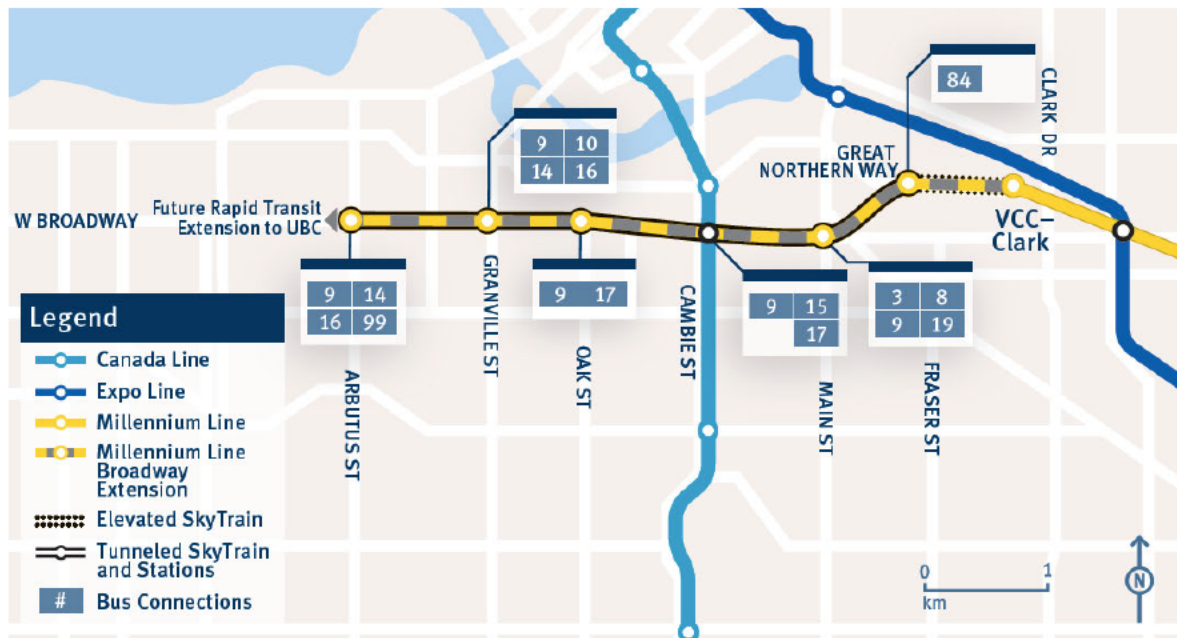 84
CLARK DR
9 10
14 16
GREAT
NORTHERN WAY
W BROADWAY
Future Rapid Transit
Extension to UBC
VCC–
Clark
9 14
16 99
GRANVILLE ST
9 17
CAMBIE ST
9 15
17
3 8
9 19
ARBUTUS ST
OAK ST
MAIN ST
FRASER ST
Legend
Canada Line
Expo Line
Millennium Line
Millennium Line
Broadway
Extension
Elevated SkyTrain
Tunneled SkyTrain
and Stations
# Bus Connections
0 1
km
N